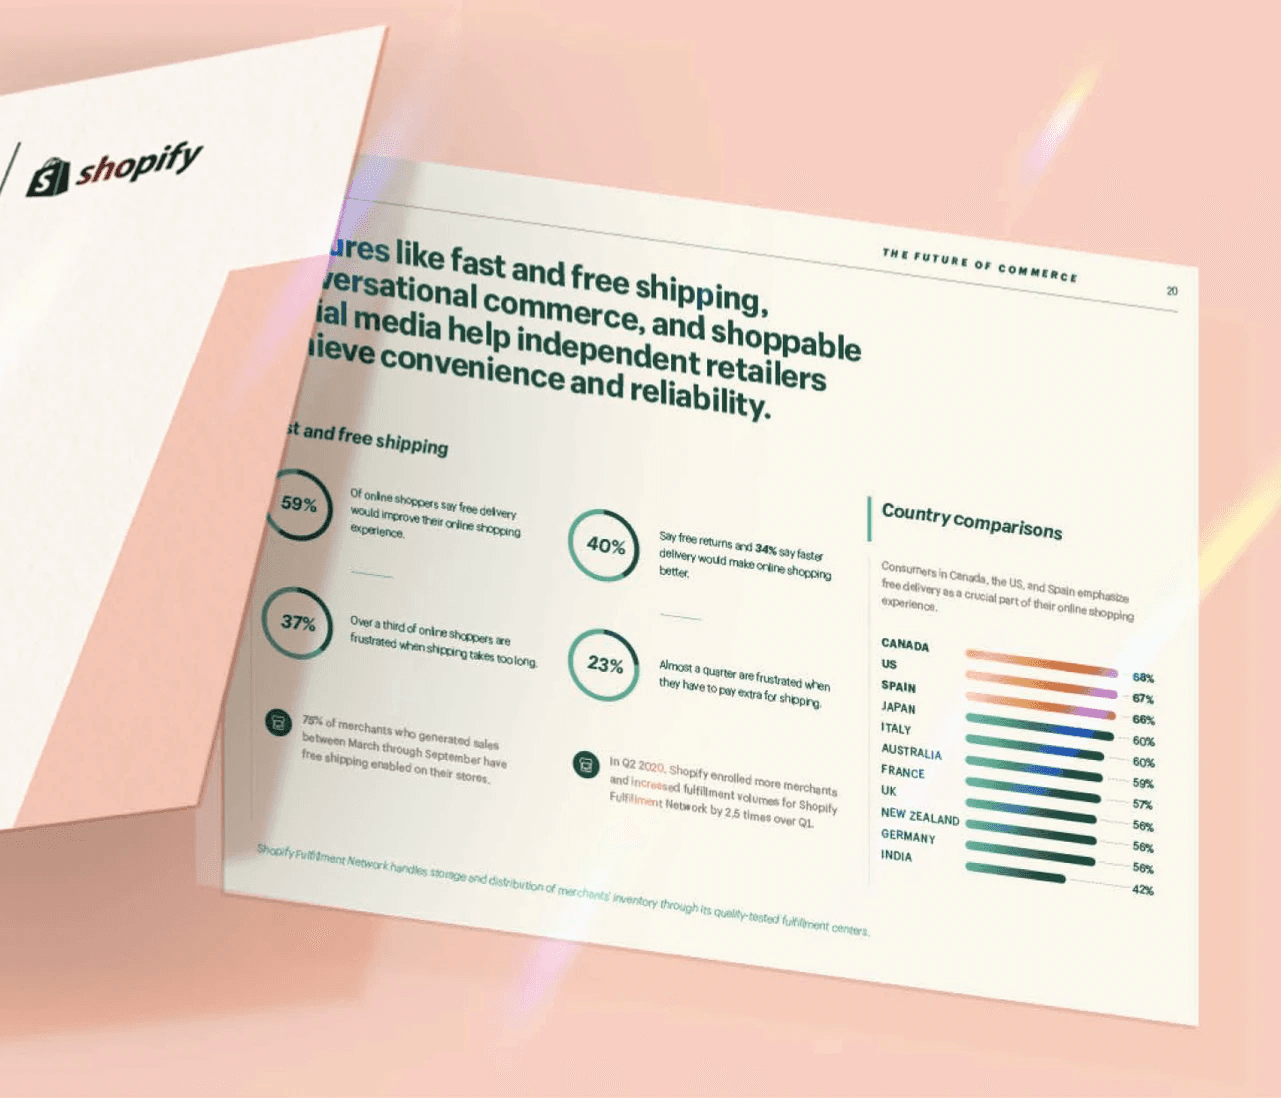 shopify
THE FUTURE OF COMMERCE
20
ures like fast and free shipping,
versational commerce, and shoppable
ial media help independent retailers
ieve convenience and reliability.
st and free shipping
59%
Of online shoppers say free delivery
would improve their online shopping
experience.
37%
Over a third of online shoppers are
frustrated when shipping takes too long.
75% of merchants who generated sales
between March through September have
free shipping enabled on their stores.
40%
Say free returns and 34% say faster
delivery would make online shopping
better.
23%
Almost a quarter are frustrated when
they have to pay extra for shipping.
In Q2 2020, Shopify enrolled more merchants
and increased fulfillment volumes for Shopify
Fulfillment Network by 2.5 times over Q1.
Country comparisons
Consumers in Canada, the US, and Spain emphasize
free delivery as a crucial part of their online shopping
experience.
CANADA 68%
US 67%
SPAIN 66%
JAPAN 60%
ITALY 60%
AUSTRALIA 59%
FRANCE 57%
UK 56%
NEW ZEALAND 56%
GERMANY 56%
INDIA 42%
Shopify Fulfillment Network handles storage and distribution of merchants' inventory through its quality-tested fulfillment centers.